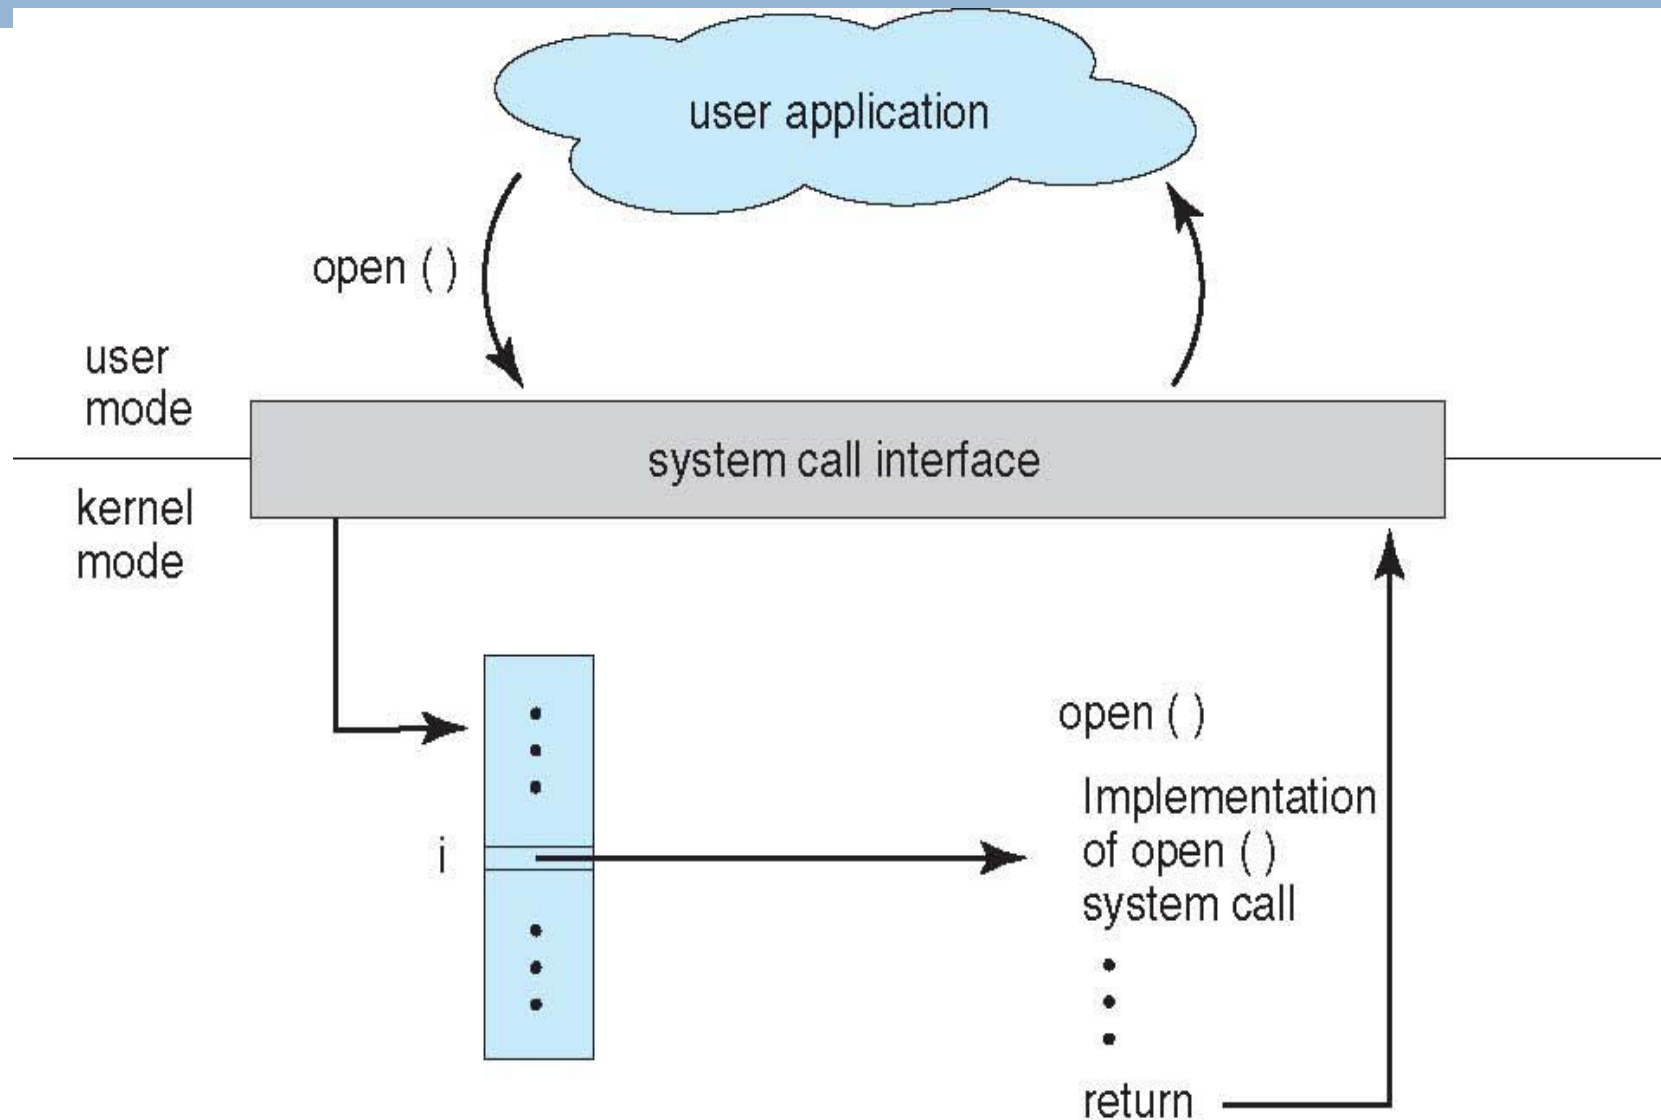 user application
open ( )
user
mode
system call interface
kernel
mode
open ( )
Implementation
i
of open ( )
system call
return